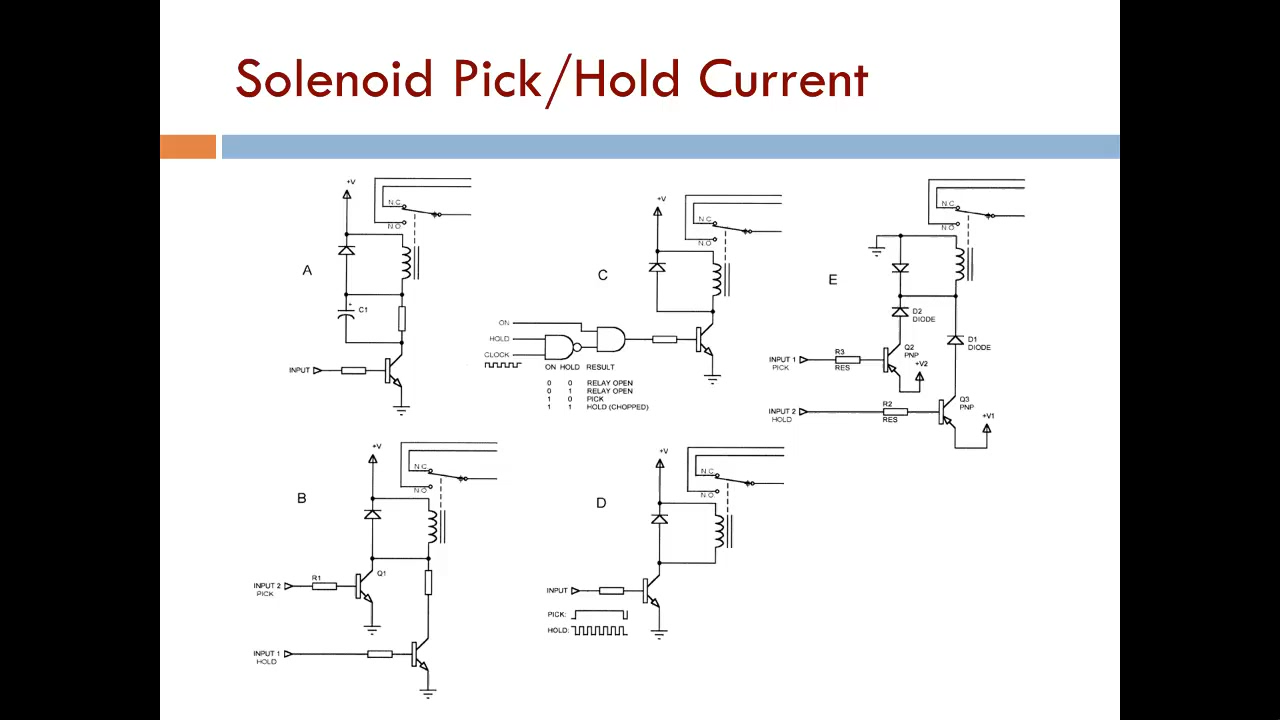 Solenoid Pick/Hold Current
+V
N.C
N.O
A
+
C1
INPUT
+V
N.C
N.O
C
ON
HOLD
CLOCK
ON HOLD RESULT
0 0 RELAY OPEN
0 1 RELAY OPEN
1 0 PICK
1 1 HOLD (CHOPPED)
N.C
N.O
E
D2
DIODE
D1
DIODE
INPUT 1
PICK
R3
RES
Q2
PNP
+V2
INPUT 2
HOLD
R2
RES
Q3
PNP
+V1
+V
N.C
N.O
B
INPUT 2
PICK
R1
Q1
INPUT 1
HOLD
+V
N.C
N.O
D
INPUT
PICK:
HOLD: